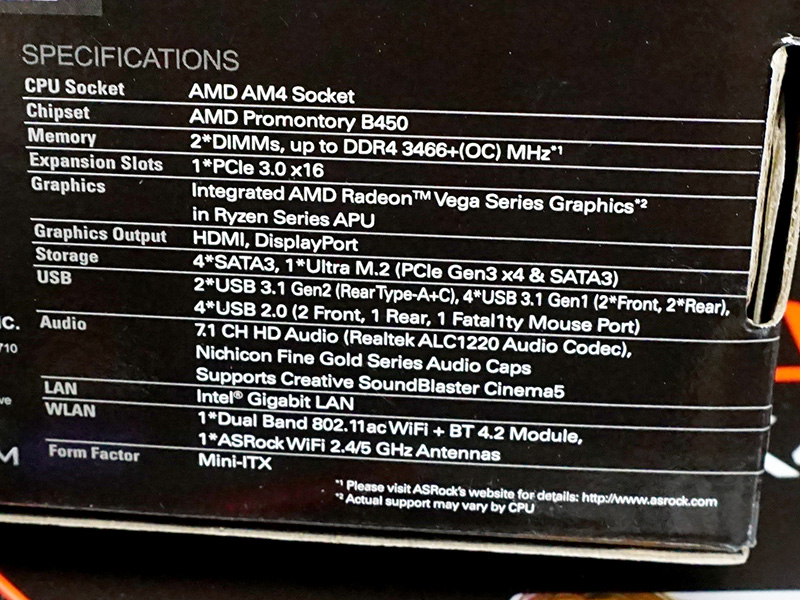 SPECIFICATIONS
CPU Socket AMD AM4 Socket
Chipset AMD Promontory B450
Memory 2*DIMMs, up to DDR4 3466+(OC) MHz*1
Expansion Slots 1*PCIe 3.0 x16
Graphics Integrated AMD Radeon™ Vega Series Graphics*2
in Ryzen Series APU
Graphics Output HDMI, DisplayPort
Storage 4*SATA3, 1*Ultra M.2 (PCIe Gen3 x4 & SATA3)
USB 2*USB 3.1 Gen2 (Rear Type-A+C), 4*USB 3.1 Gen1 (2*Front, 2*Rear),
4*USB 2.0 (2 Front, 1 Rear, 1 Fatal1ty Mouse Port)
Audio 7.1 CH HD Audio (Realtek ALC1220 Audio Codec),
Nichicon Fine Gold Series Audio Caps
Supports Creative SoundBlaster Cinema5
LAN Intel® Gigabit LAN
WLAN 1*Dual Band 802.11ac WiFi + BT 4.2 Module,
1*ASRock WiFi 2.4/5 GHz Antennas
Form Factor Mini-ITX
*1 Please visit ASRock's website for details: http://www.asrock.com
*2 Actual support may vary by CPU